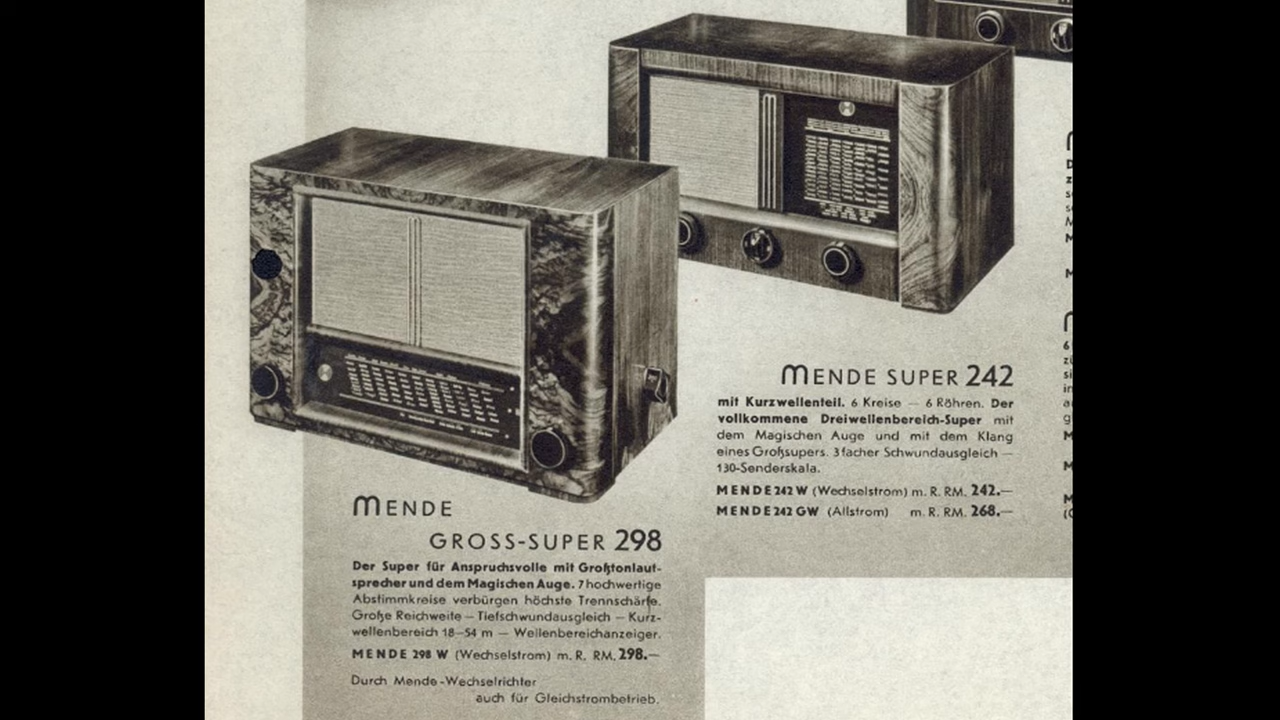 MENDE SUPER 242
mit Kurzwellenteil. 6 Kreise — 6 Röhren. Der
vollkommene Dreiwellenbereich-Super mit
dem Magischen Auge und mit dem Klang
eines Großsupers. 3facher Schwundausgleich —
130-Senderskala.
MENDE 242 W (Wechselstrom) m. R. RM. 242.—
MENDE 242 GW (Allstrom) m. R. RM. 268.—
MENDE
GROSS-SUPER 298
Der Super für Anspruchsvolle mit Großtonlaut-
sprecher und dem Magischen Auge. 7 hochwertige
Abstimmkreise verbürgen höchste Trennschärfe.
Große Reichweite — Tiefschwundausgleich — Kurz-
wellenbereich 18—54 m — Wellenbereichanzeiger.
MENDE 298 W (Wechselstrom) m. R. RM. 298.—
Durch Mende-Wechselrichter
auch für Gleichstrombetrieb.